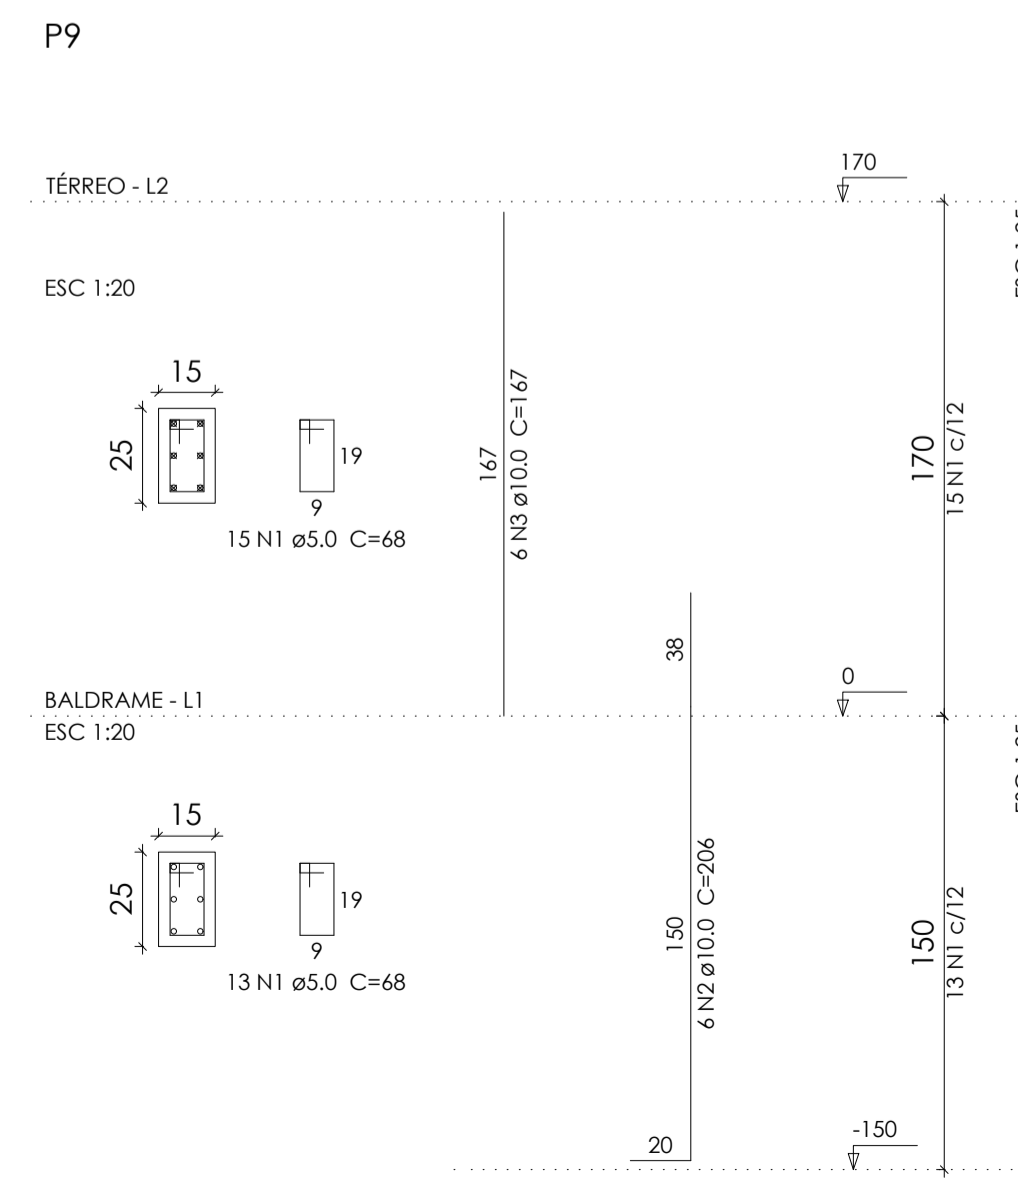 P9
170
TÉRREO - L2
ESC 1:20
15
25
19
9
15 N1 ø5.0  C=68
167
6 N3 ø10.0  C=167
170
15 N1 c/12
38
BALDRAME - L1
0
ESC 1:20
15
25
19
9
13 N1 ø5.0  C=68
150
6 N2 ø10.0  C=206
150
13 N1 c/12
20
-150